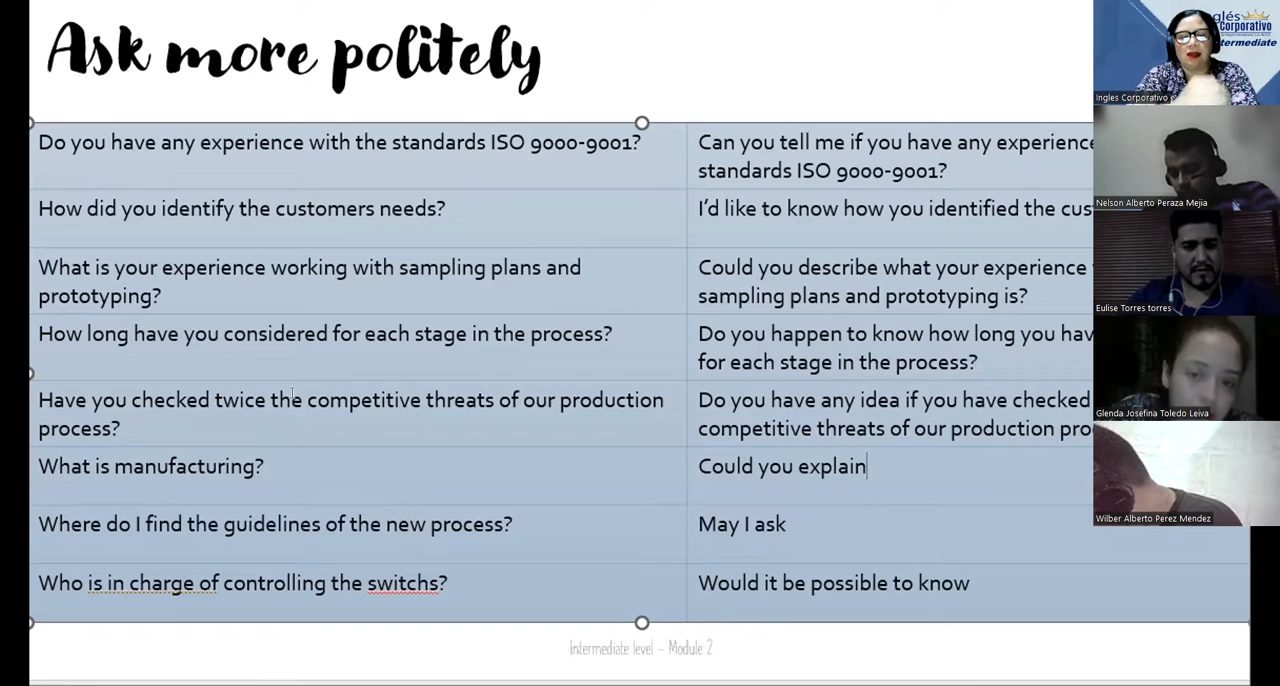 Ask more politely
Do you have any experience with the standards ISO 9000-9001?
Can you tell me if you have any experience
standards ISO 9000-9001?
How did you identify the customers needs?
I'd like to know how you identified the cus
What is your experience working with sampling plans and
prototyping?
Could you describe what your experience
sampling plans and prototyping is?
How long have you considered for each stage in the process?
Do you happen to know how long you hav
for each stage in the process?
Have you checked twice the competitive threats of our production
process?
Do you have any idea if you have checked
competitive threats of our production pro
What is manufacturing?
Could you explain
Where do I find the guidelines of the new process?
May I ask
Who is in charge of controlling the switchs?
Would it be possible to know
Intermediate level - Module 2
glés
Corporativo
termediate
Ingles Corporativo
Nelson Alberto Peraza Mejia
Eulise Torres torres
Glenda Josefina Toledo Leiva
Wilber Alberto Perez Mendez